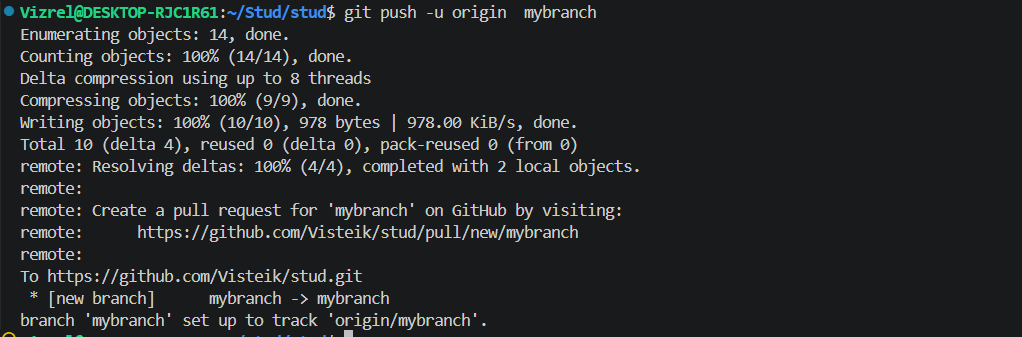 Vizrel@DESKTOP-RJC1R61:~/Stud/stud$ git push -u origin  mybranch
Enumerating objects: 14, done.
Counting objects: 100% (14/14), done.
Delta compression using up to 8 threads
Compressing objects: 100% (9/9), done.
Writing objects: 100% (10/10), 978 bytes | 978.00 KiB/s, done.
Total 10 (delta 4), reused 0 (delta 0), pack-reused 0 (from 0)
remote: Resolving deltas: 100% (4/4), completed with 2 local objects.
remote:
remote: Create a pull request for 'mybranch' on GitHub by visiting:
remote:      https://github.com/Visteik/stud/pull/new/mybranch
remote:
To https://github.com/Visteik/stud.git
 * [new branch]      mybranch -> mybranch
branch 'mybranch' set up to track 'origin/mybranch'.